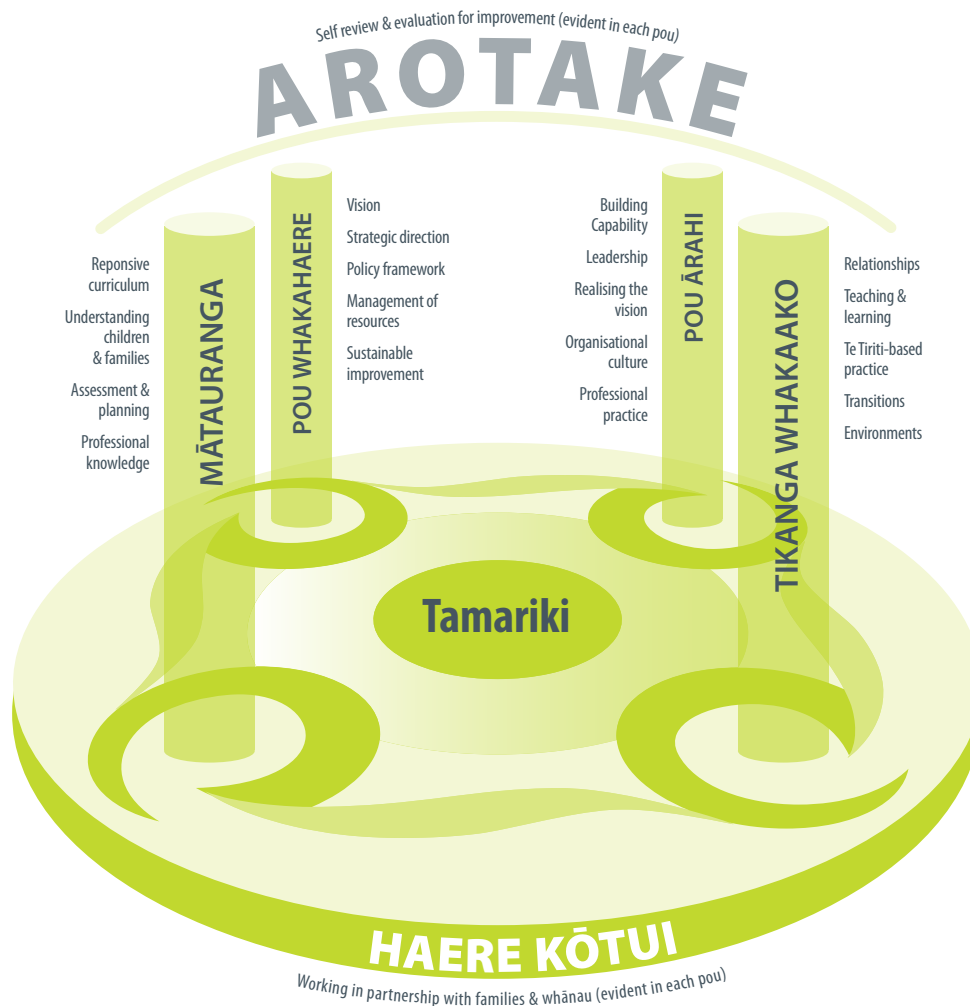 Self review & evaluation for improvement (evident in each pou)
AROTAKE
MĀTAURANGA
Reponsive
curriculum
Understanding
children
& families
Assessment &
planning
Professional
knowledge
POU WHAKAHAERE
Vision
Strategic direction
Policy framework
Management of
resources
Sustainable
improvement
POU ĀRAHI
Building
Capability
Leadership
Realising the
vision
Organisational
culture
Professional
practice
TIKANGA WHAKAAKO
Relationships
Teaching &
learning
Te Tiriti-based
practice
Transitions
Environments
Tamariki
HAERE KŌTUI
Working in partnership with families & whānau (evident in each pou)